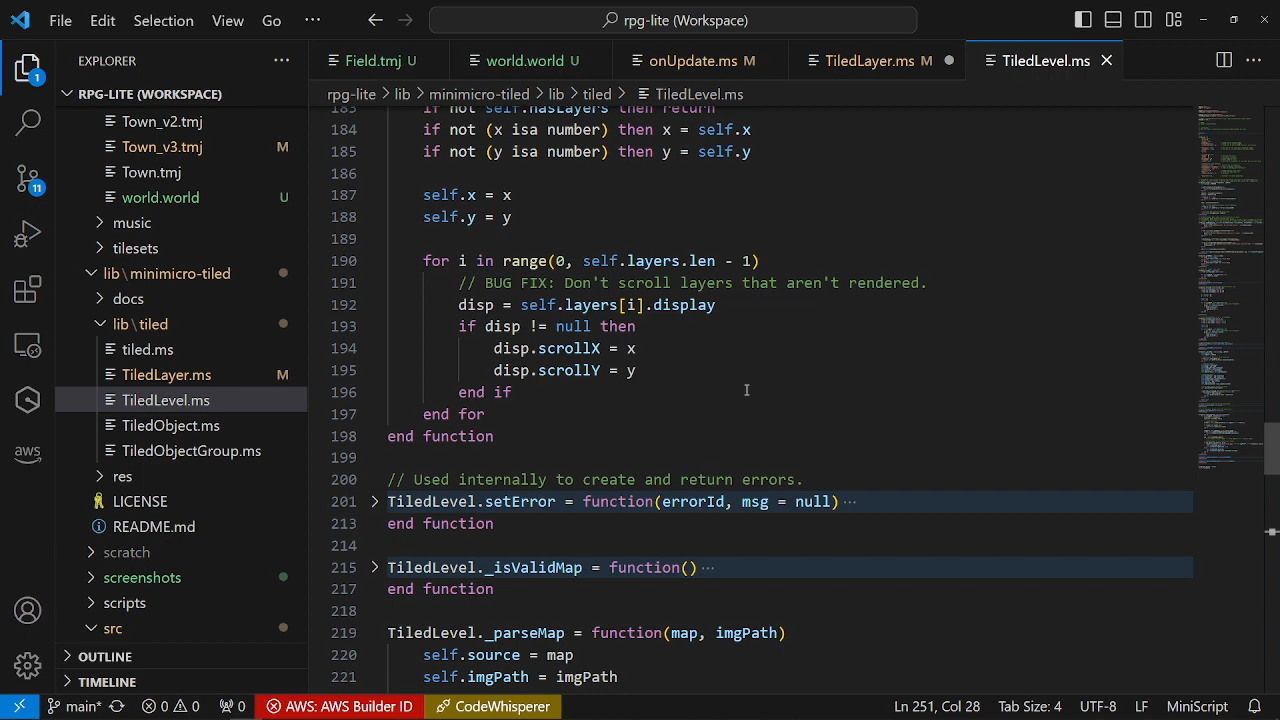 File Edit Selection View Go ··· rpg-lite (Workspace)
EXPLORER ···
Field.tmj U world.world U onUpdate.ms M TiledLayer.ms M TiledLevel.ms ···
RPG-LITE (WORKSPACE)
rpg-lite > lib > minimicro-tiled > lib > tiled > TiledLevel.ms
Town_v2.tmj
Town_v3.tmj M
Town.tmj
world.world U
music
tilesets
lib\minimicro-tiled
docs
lib\tiled
tiled.ms
TiledLayer.ms M
TiledLevel.ms
TiledObject.ms
TiledObjectGroup.ms
res
LICENSE
README.md
scratch
screenshots
scripts
src
OUTLINE
TIMELINE
1
11
aws
183 if not self.hasLayers then return
184 if not (x number) then x = self.x
185 if not (y number) then y = self.y
186
187 self.x =
188 self.y = y
189
190 for i in range(0, self.layers.len - 1)
191 // BUG FIX: Don't scroll layers that aren't rendered.
192 disp self.layers[i].display
193 if disp != null then
194 disp.scrollX = x
195 disp.scrollY = y
196 end if
197 end for
198 end function
199
200 // Used internally to create and return errors.
201 TiledLevel.setError = function(errorId, msg = null) ···
213 end function
214
215 TiledLevel._isValidMap = function() ···
217 end function
218
219 TiledLevel._parseMap = function(map, imgPath)
220 self.source = map
221 self.imgPath = imgPath
main* 0 0 0 AWS: AWS Builder ID CodeWhisperer Ln 251, Col 28 Tab Size: 4 UTF-8 LF MiniScript